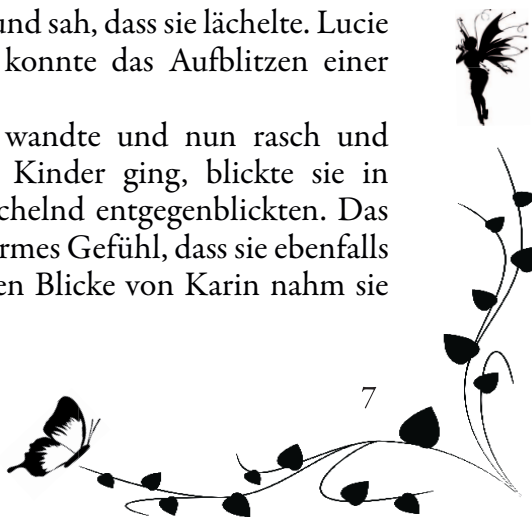 und sah, dass sie lächelte. Lucie
konnte das Aufblitzen einer
wandte und nun rasch und
Kinder ging, blickte sie in
chelnd entgegenblickten. Das
rmes Gefühl, dass sie ebenfalls
en Blicke von Karin nahm sie
7